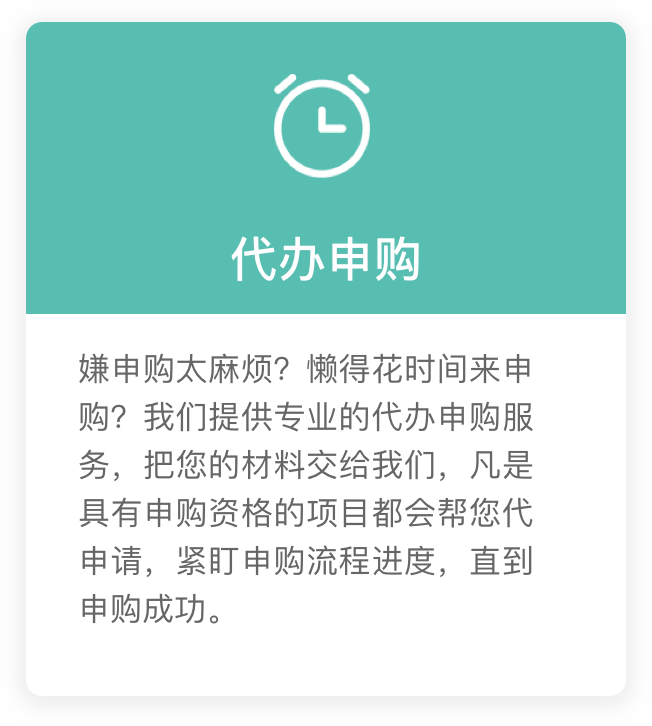 代办申购
嫌申购太麻烦？懒得花时间来申
购？我们提供专业的代办申购服
务，把您的材料交给我们，凡是
具有申购资格的项目都会帮您代
申请，紧盯申购流程进度，直到
申购成功。